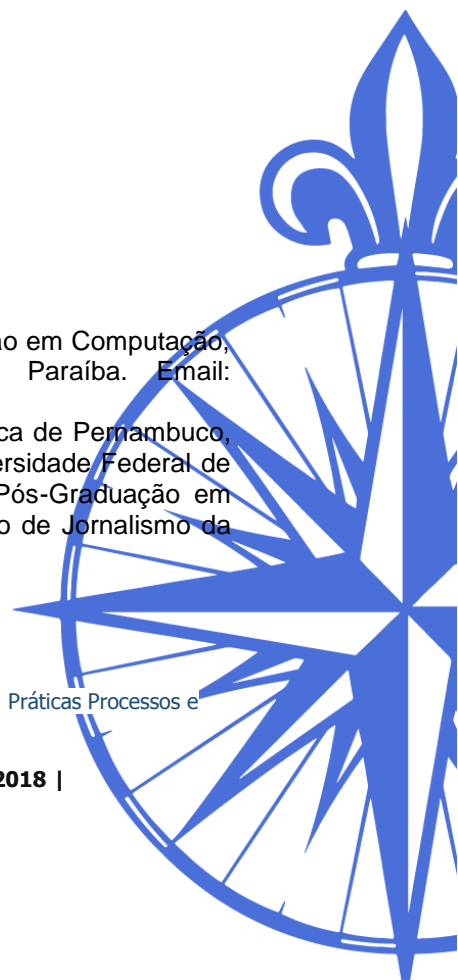 ão em Computação,
Paraíba. Email:
ca de Pernambuco,
ersidade Federal de
Pós-Graduação em
o de Jornalismo da
Práticas Processos e
2018 |